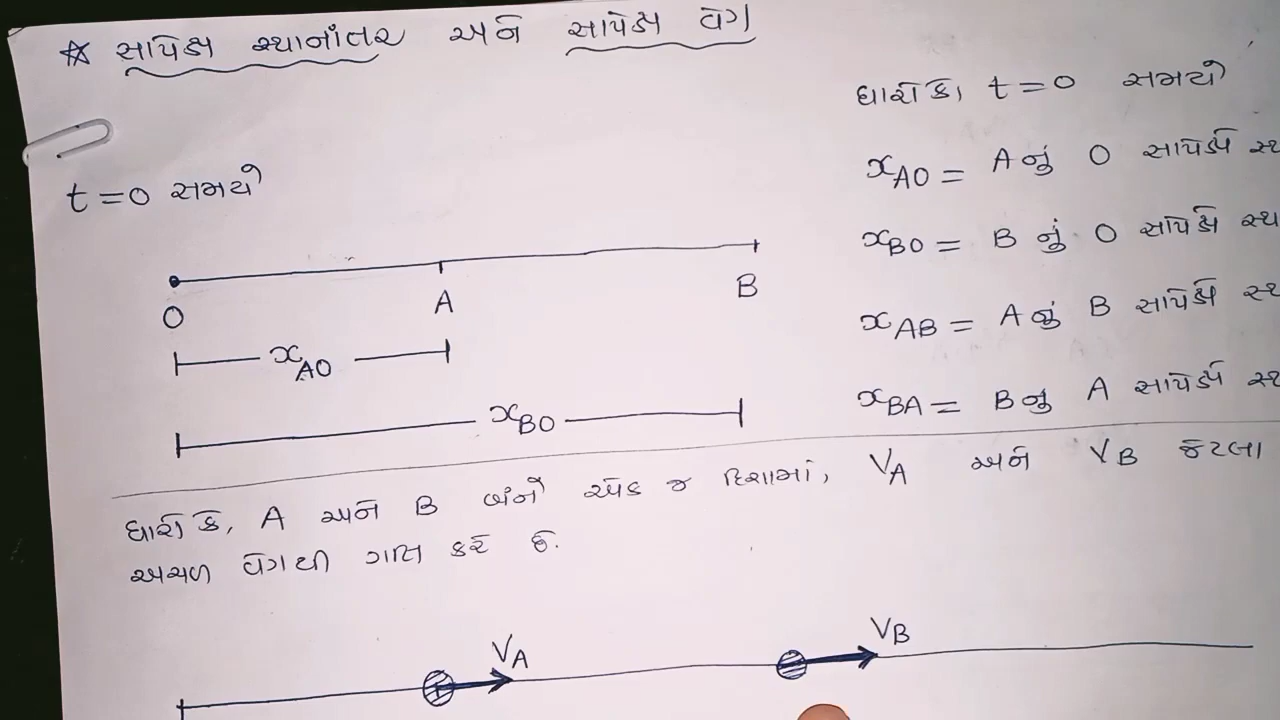 ☆ સાપેક્ષ સ્થાનાંતર અને સાપેક્ષ વેગ
t = 0 સમયે
O A B
x_AO
x_BO
ધારો કે, t = 0 સમયે
x_AO = A નું O સાપેક્ષ
x_BO = B નું O સાપેક્ષ
x_AB = A નું B સાપેક્ષ
x_BA = B નું A સાપેક્ષ
ધારો કે, A અને B બંને એક જ દિશામાં, V_A અને V_B કેટલા
અચળ વેગથી ગતિ કરે છે.
V_A V_B